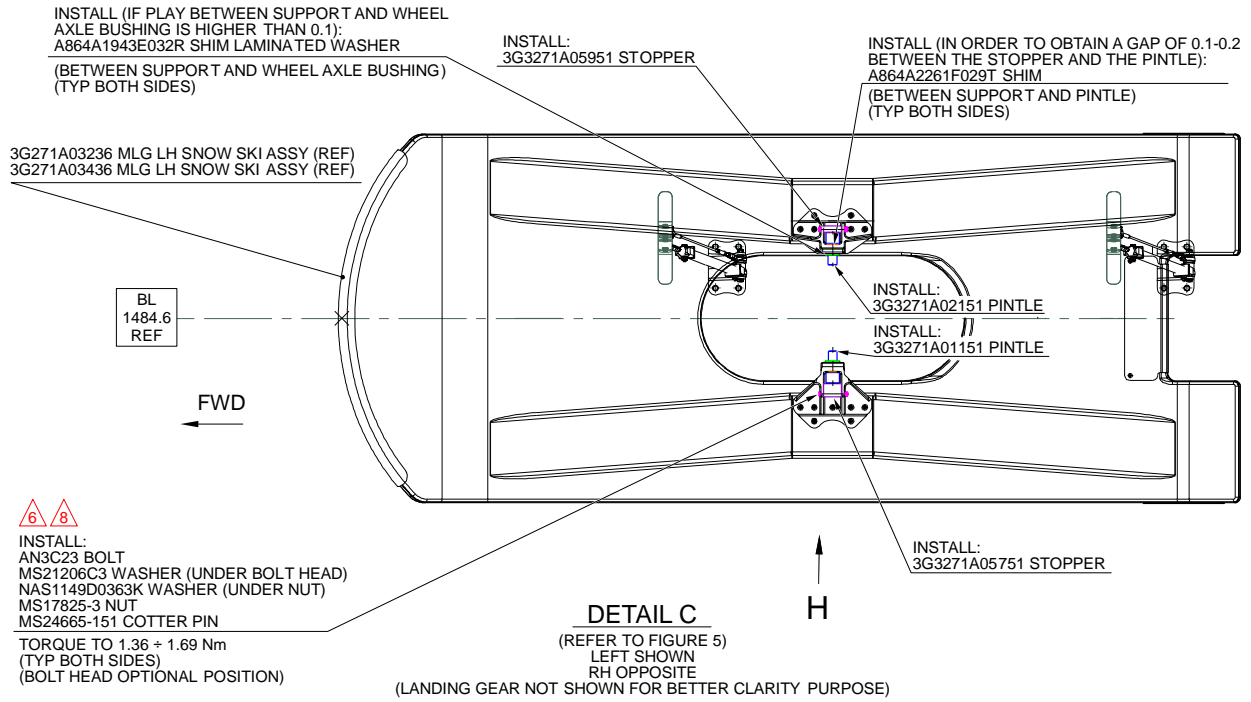 INSTALL (IF PLAY BETWEEN SUPPORT AND WHEEL
AXLE BUSHING IS HIGHER THAN 0.1):
A864A1943E032R SHIM LAMINATED WASHER
(BETWEEN SUPPORT AND WHEEL AXLE BUSHING)
(TYP BOTH SIDES)
INSTALL:
3G3271A05951 STOPPER
INSTALL (IN ORDER TO OBTAIN A GAP OF 0.1-0.2
BETWEEN THE STOPPER AND THE PINTLE):
A864A2261F029T SHIM
(BETWEEN SUPPORT AND PINTLE)
(TYP BOTH SIDES)
3G271A03236 MLG LH SNOW SKI ASSY (REF)
3G271A03436 MLG LH SNOW SKI ASSY (REF)
BL
1484.6
REF
INSTALL:
3G3271A02151 PINTLE
INSTALL:
3G3271A01151 PINTLE
FWD
6 8
INSTALL:
AN3C23 BOLT
MS21206C3 WASHER (UNDER BOLT HEAD)
NAS1149D0363K WASHER (UNDER NUT)
MS17825-3 NUT
MS24665-151 COTTER PIN
TORQUE TO 1.36 ÷ 1.69 Nm
(TYP BOTH SIDES)
(BOLT HEAD OPTIONAL POSITION)
INSTALL:
3G3271A05751 STOPPER
H
DETAIL C
(REFER TO FIGURE 5)
LEFT SHOWN
RH OPPOSITE
(LANDING GEAR NOT SHOWN FOR BETTER CLARITY PURPOSE)